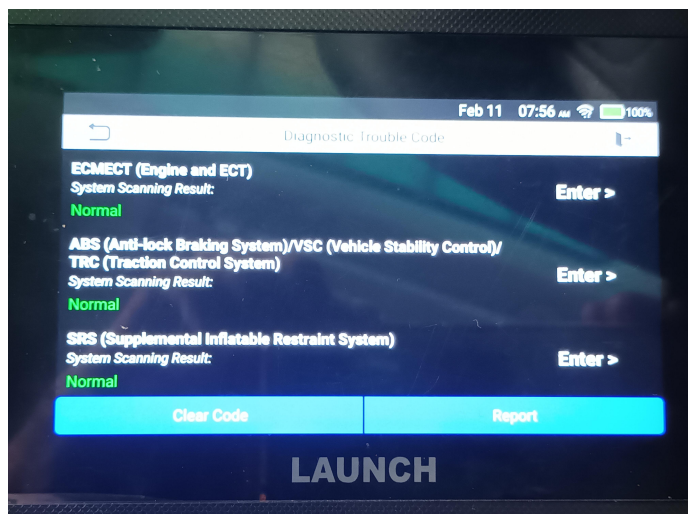 Feb 11 07:56 AM 100%
Diagnostic Trouble Code
ECMECT (Engine and ECT)
System Scanning Result:
Enter >
Normal
ABS (Anti-lock Braking System)/VSC (Vehicle Stability Control)/
TRC (Traction Control System)
System Scanning Result:
Enter >
Normal
SRS (Supplemental Inflatable Restraint System)
System Scanning Result:
Enter >
Normal
Clear Code
Report
LAUNCH